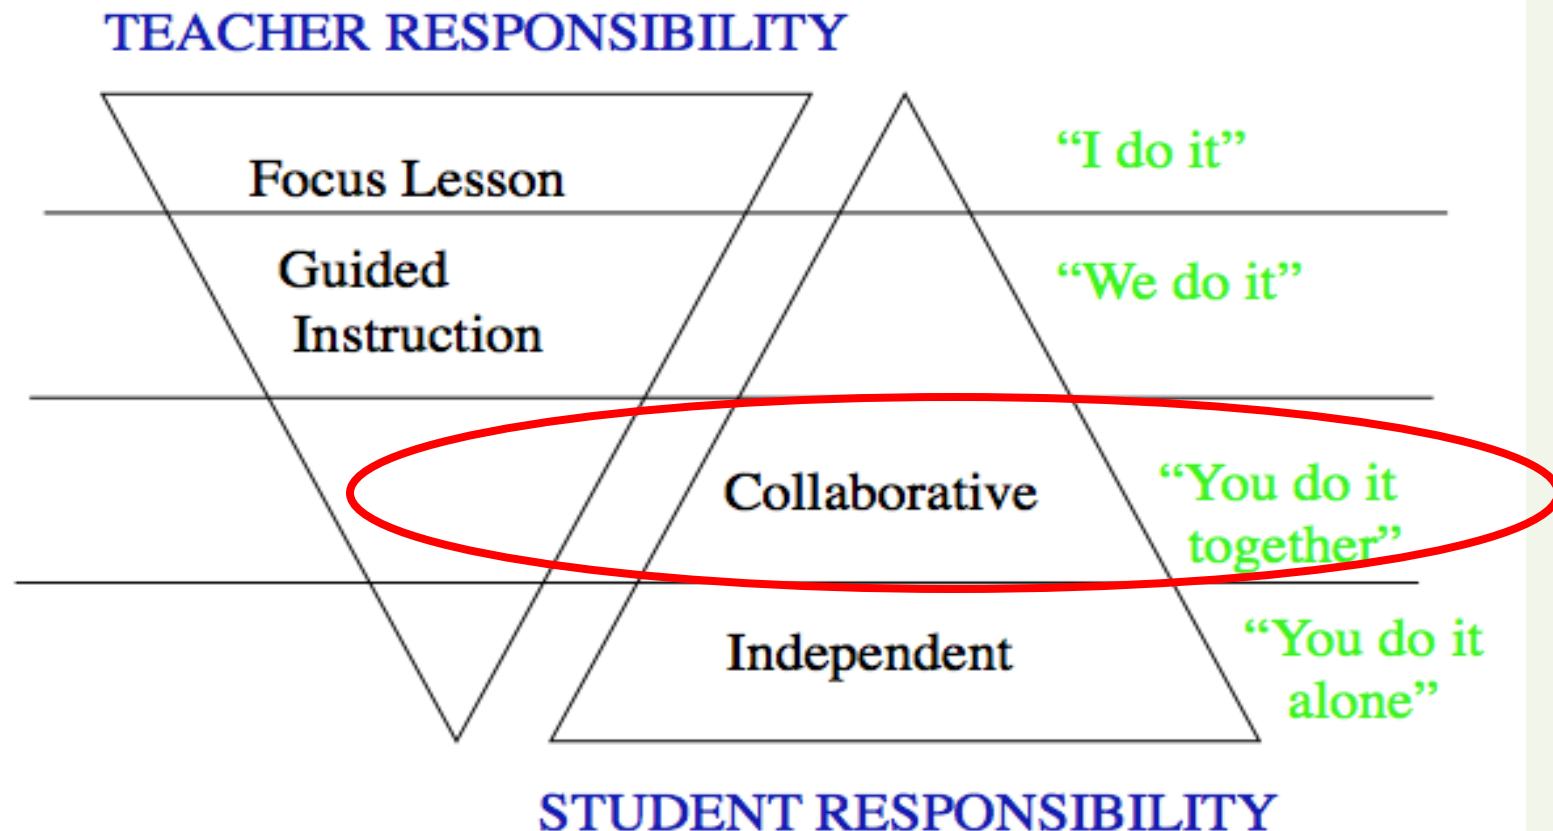 TEACHER RESPONSIBILITY
Focus Lesson
“I do it”
Guided
Instruction
“We do it”
Collaborative
“You do it
together”
Independent
“You do it
alone”
STUDENT RESPONSIBILITY